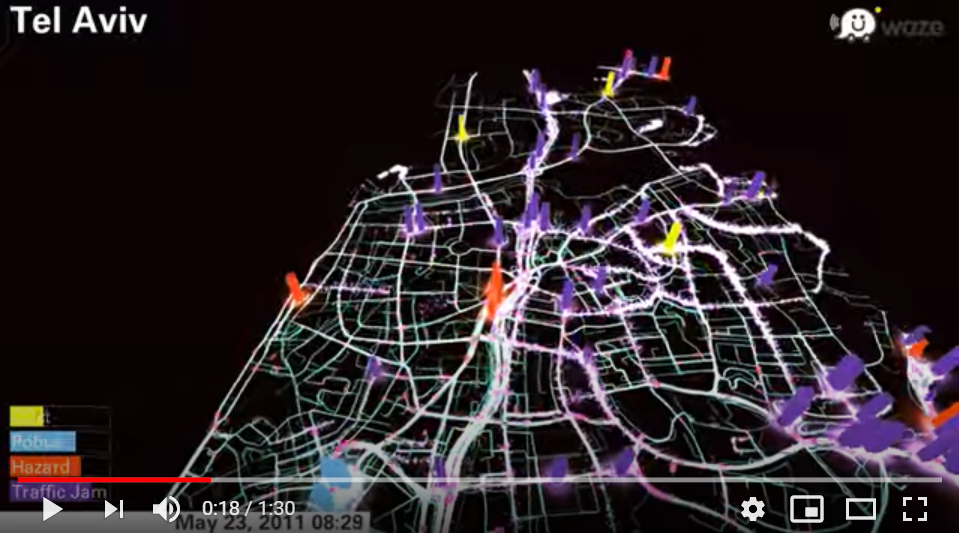 Tel Aviv
waze
Hazard
Traffic Jam
0:18 / 1:30
May 23, 2011 08:29